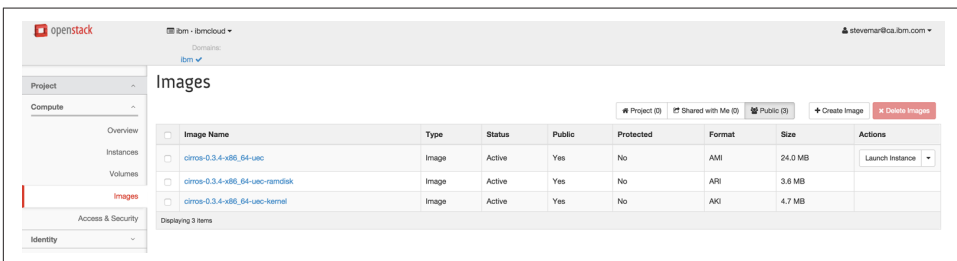 openstack
ibm · ibmcloud
stevemar@ca.ibm.com
Domains:
ibm
Project
Compute
Overview
Instances
Volumes
Images
Access & Security
Identity
Images
Project (0) Shared with Me (0) Public (3) + Create Image × Delete Images
Image Name Type Status Public Protected Format Size Actions
cirros-0.3.4-x86_64-uec Image Active Yes No AMI 24.0 MB Launch Instance
cirros-0.3.4-x86_64-uec-ramdisk Image Active Yes No ARI 3.6 MB
cirros-0.3.4-x86_64-uec-kernel Image Active Yes No AKI 4.7 MB
Displaying 3 items